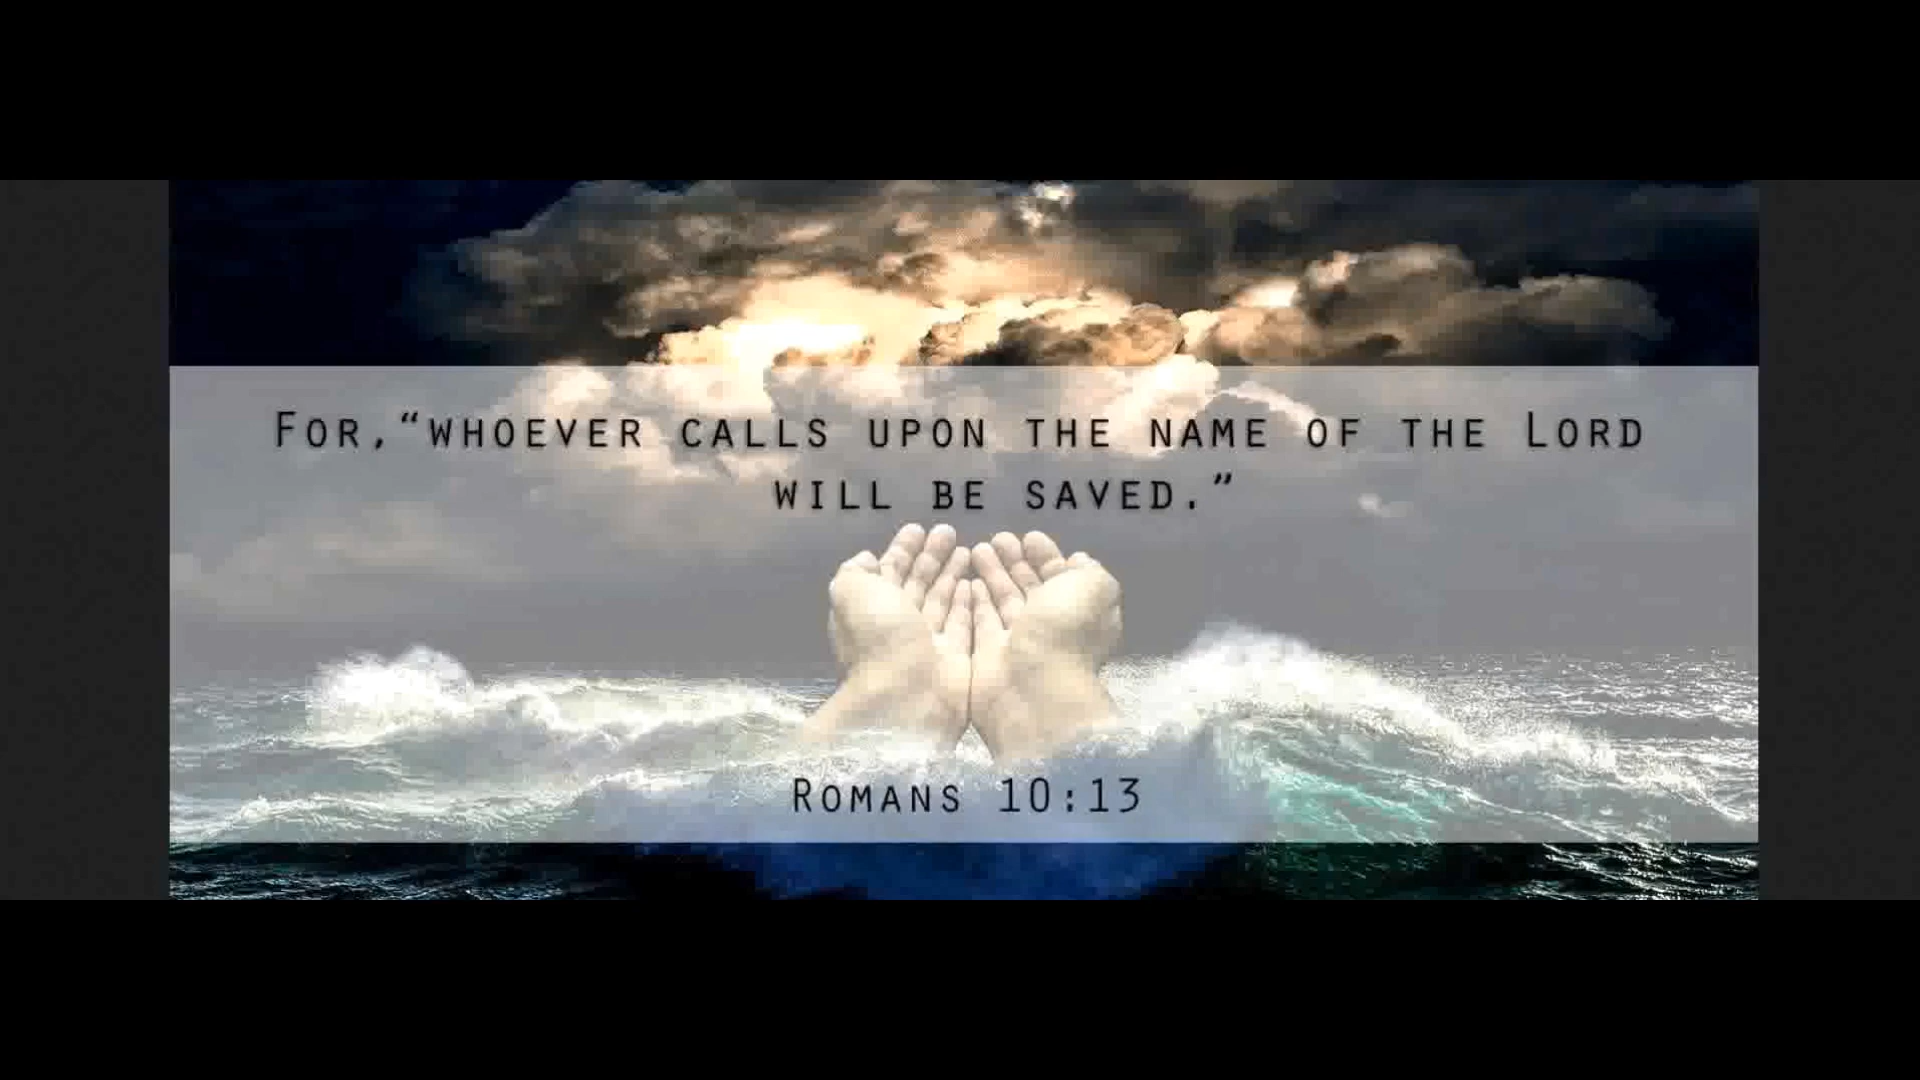 For,“whoever calls upon the name of the Lord
will be saved.”
Romans 10:13